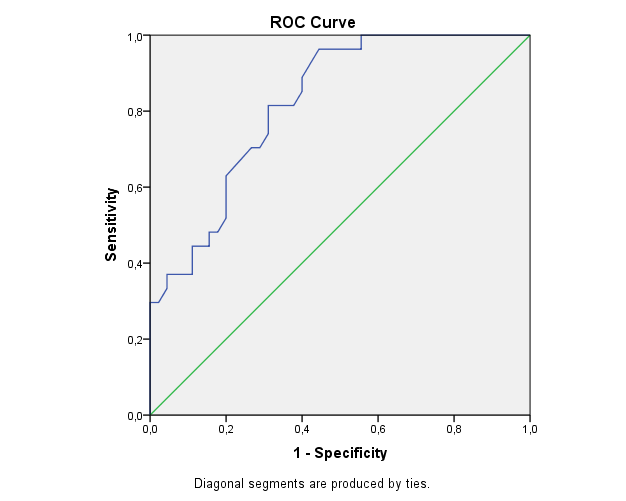 ROC Curve
1,0
0,8
0,6
0,4
0,2
0,0
Sensitivity
0,0 0,2 0,4 0,6 0,8 1,0
1 - Specificity
Diagonal segments are produced by ties.